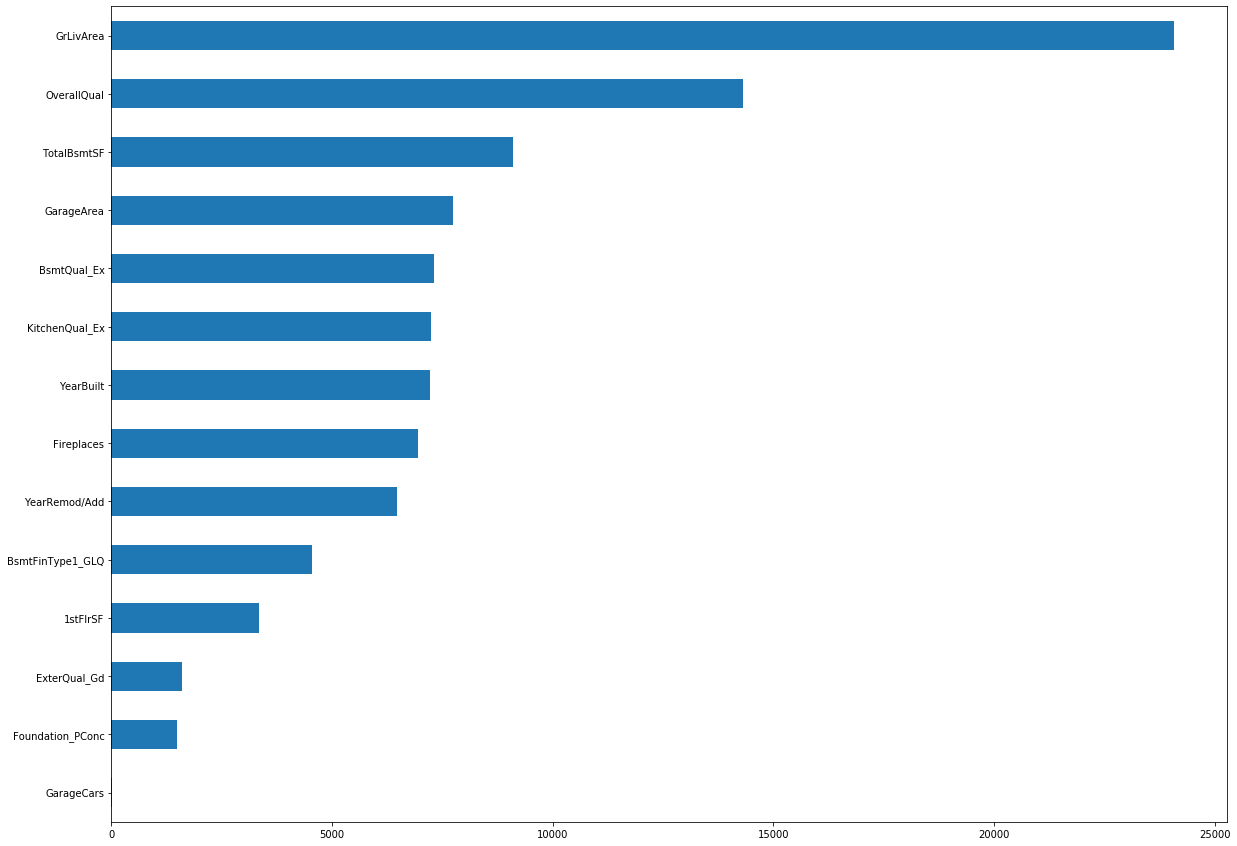 GrLivArea
OverallQual
TotalBsmtSF
GarageArea
BsmtQual_Ex
KitchenQual_Ex
YearBuilt
Fireplaces
YearRemod/Add
BsmtFinType1_GLQ
1stFlrSF
ExterQual_Gd
Foundation_PConc
GarageCars
0 5000 10000 15000 20000 25000